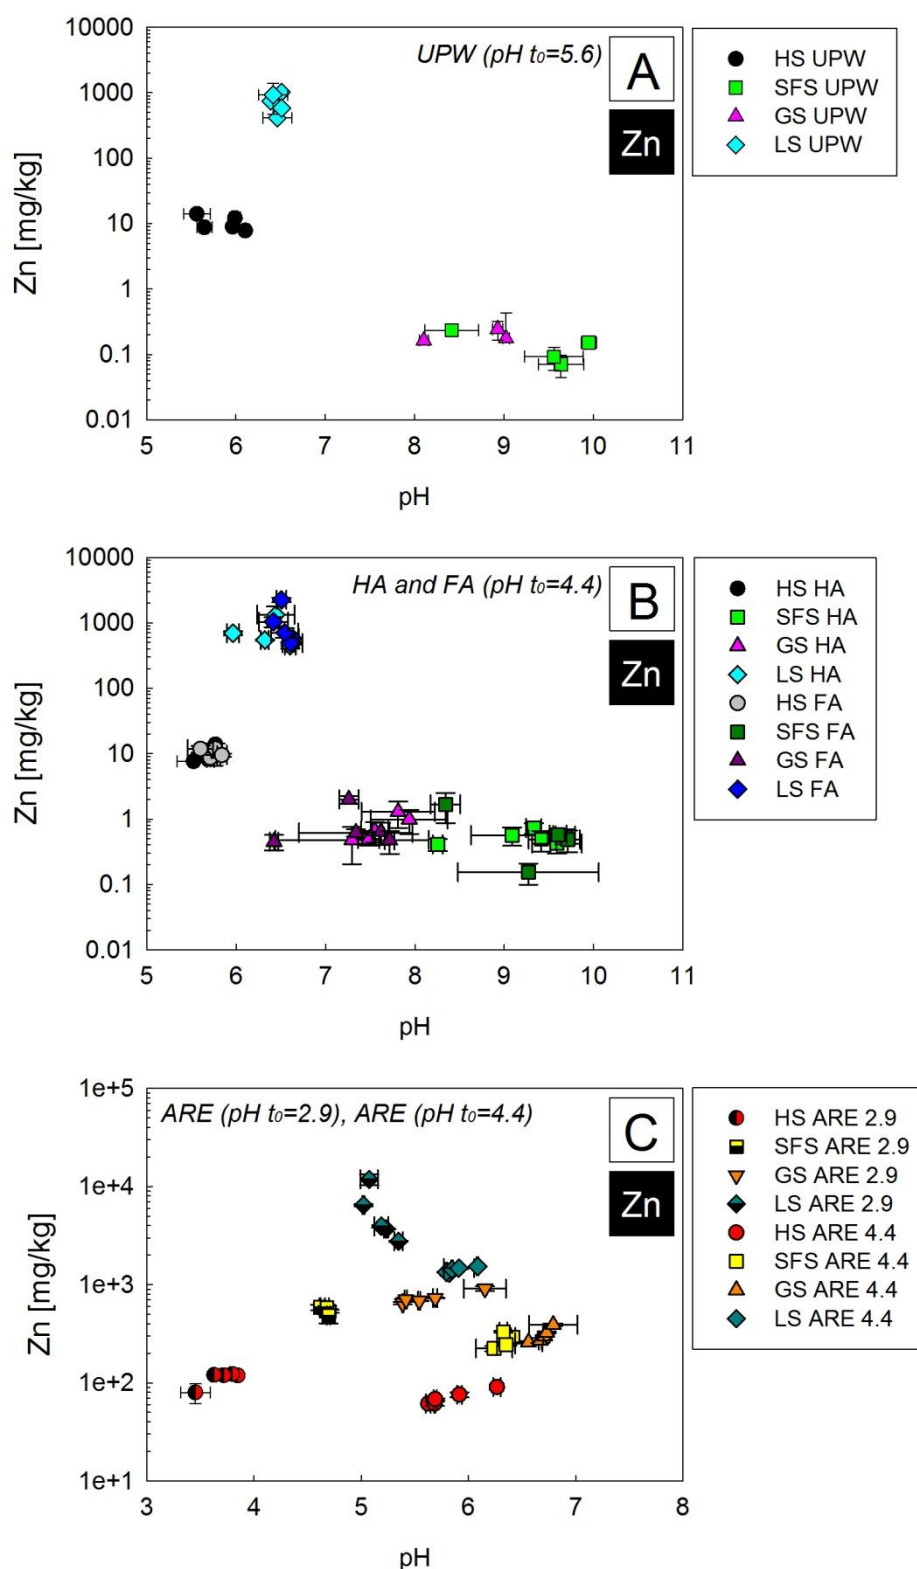 UPW (pH t₀=5.6)
A
Zn
10000
1000
100
10
1
0.1
0.01
Zn [mg/kg]
5 6 7 8 9 10 11
pH
HS UPW
SFS UPW
GS UPW
LS UPW
HA and FA (pH t₀=4.4)
B
Zn
10000
1000
100
10
1
0.1
0.01
Zn [mg/kg]
5 6 7 8 9 10 11
pH
HS HA
SFS HA
GS HA
LS HA
HS FA
SFS FA
GS FA
LS FA
ARE (pH t₀=2.9), ARE (pH t₀=4.4)
C
Zn
1e+5
1e+4
1e+3
1e+2
1e+1
Zn [mg/kg]
3 4 5 6 7 8
pH
HS ARE 2.9
SFS ARE 2.9
GS ARE 2.9
LS ARE 2.9
HS ARE 4.4
SFS ARE 4.4
GS ARE 4.4
LS ARE 4.4